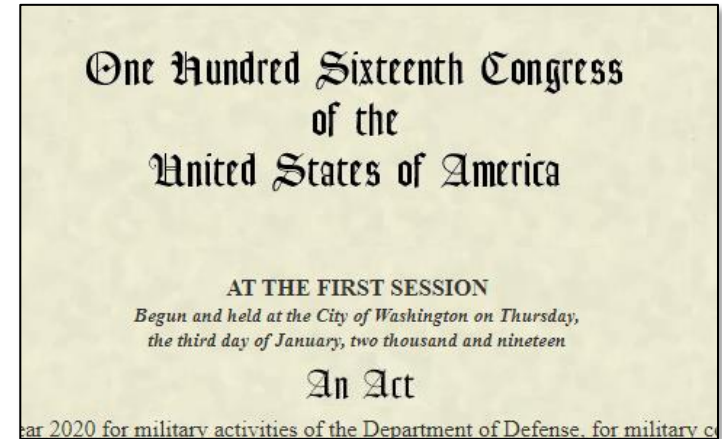 One Hundred Sixteenth Congress
of the
United States of America
AT THE FIRST SESSION
Begun and held at the City of Washington on Thursday,
the third day of January, two thousand and nineteen
An Act
2020 for military activities of the Department of Defense, for military